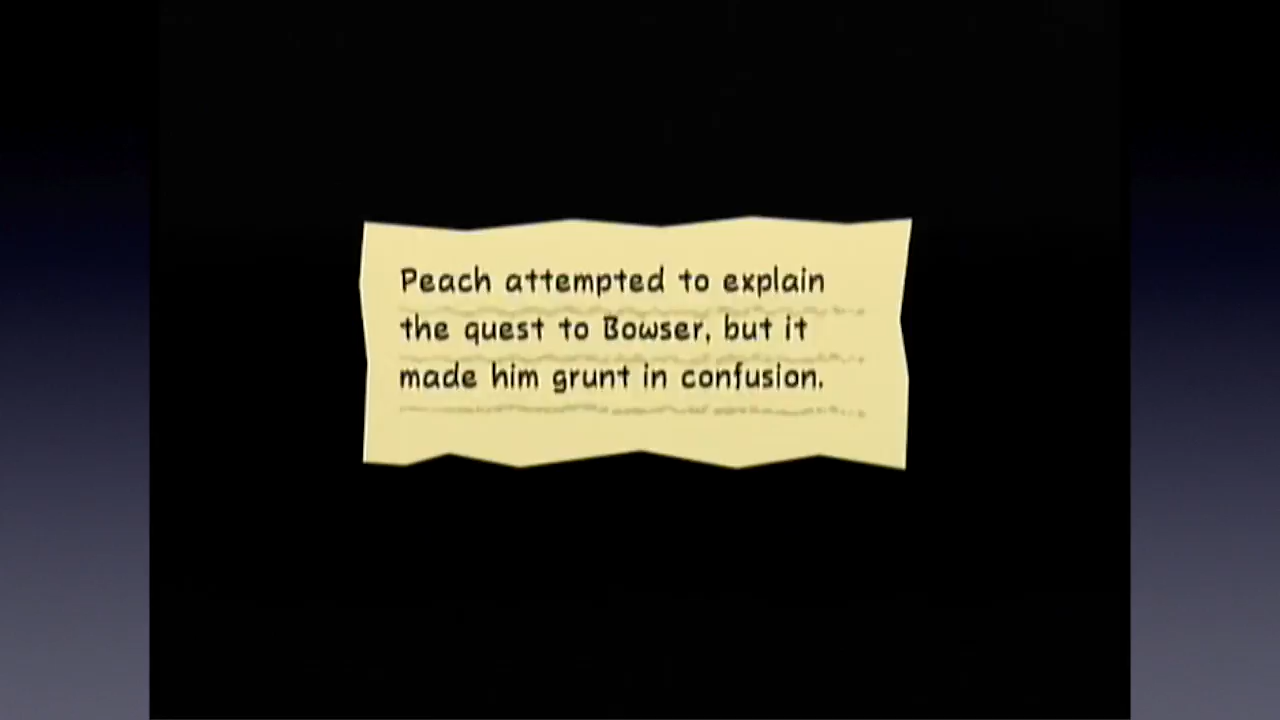 Peach attempted to explain
the quest to Bowser, but it
made him grunt in confusion.